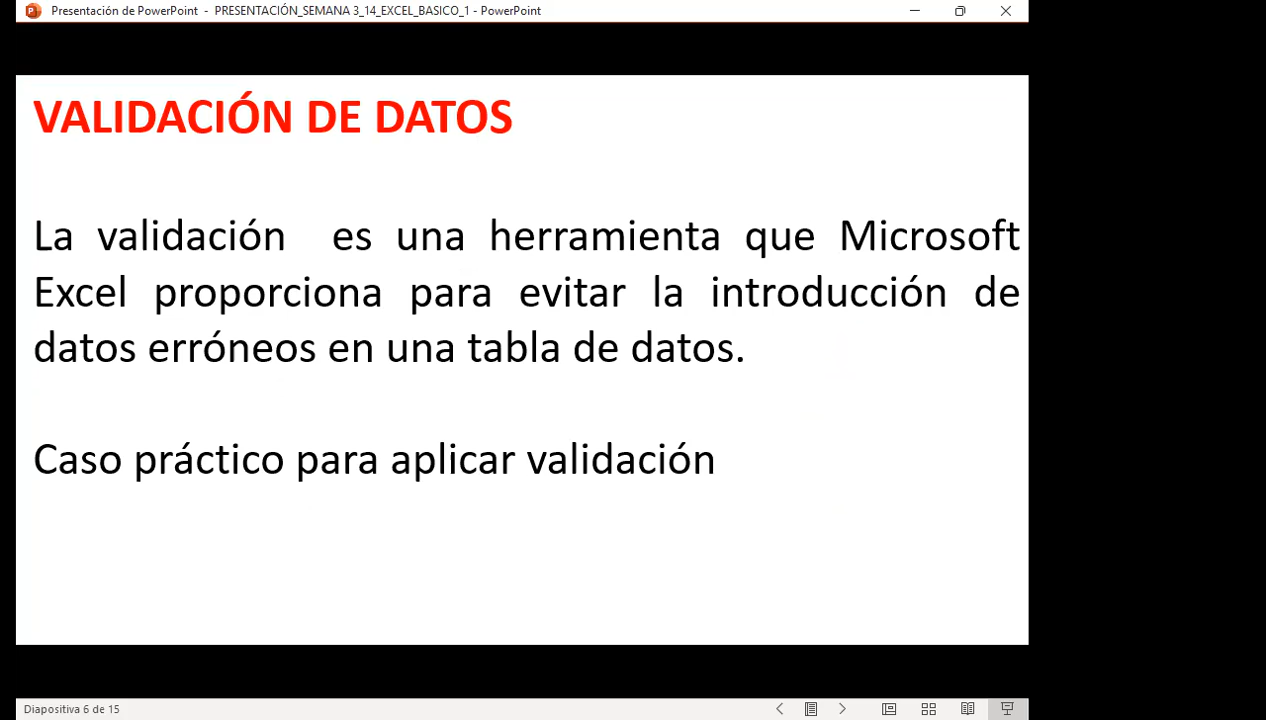 Presentación de PowerPoint - PRESENTACIÓN_SEMANA 3_14_EXCEL_BASICO_1 - PowerPoint
VALIDACIÓN DE DATOS
La validación es una herramienta que Microsoft
Excel proporciona para evitar la introducción de
datos erróneos en una tabla de datos.
Caso práctico para aplicar validación
Diapositiva 6 de 15